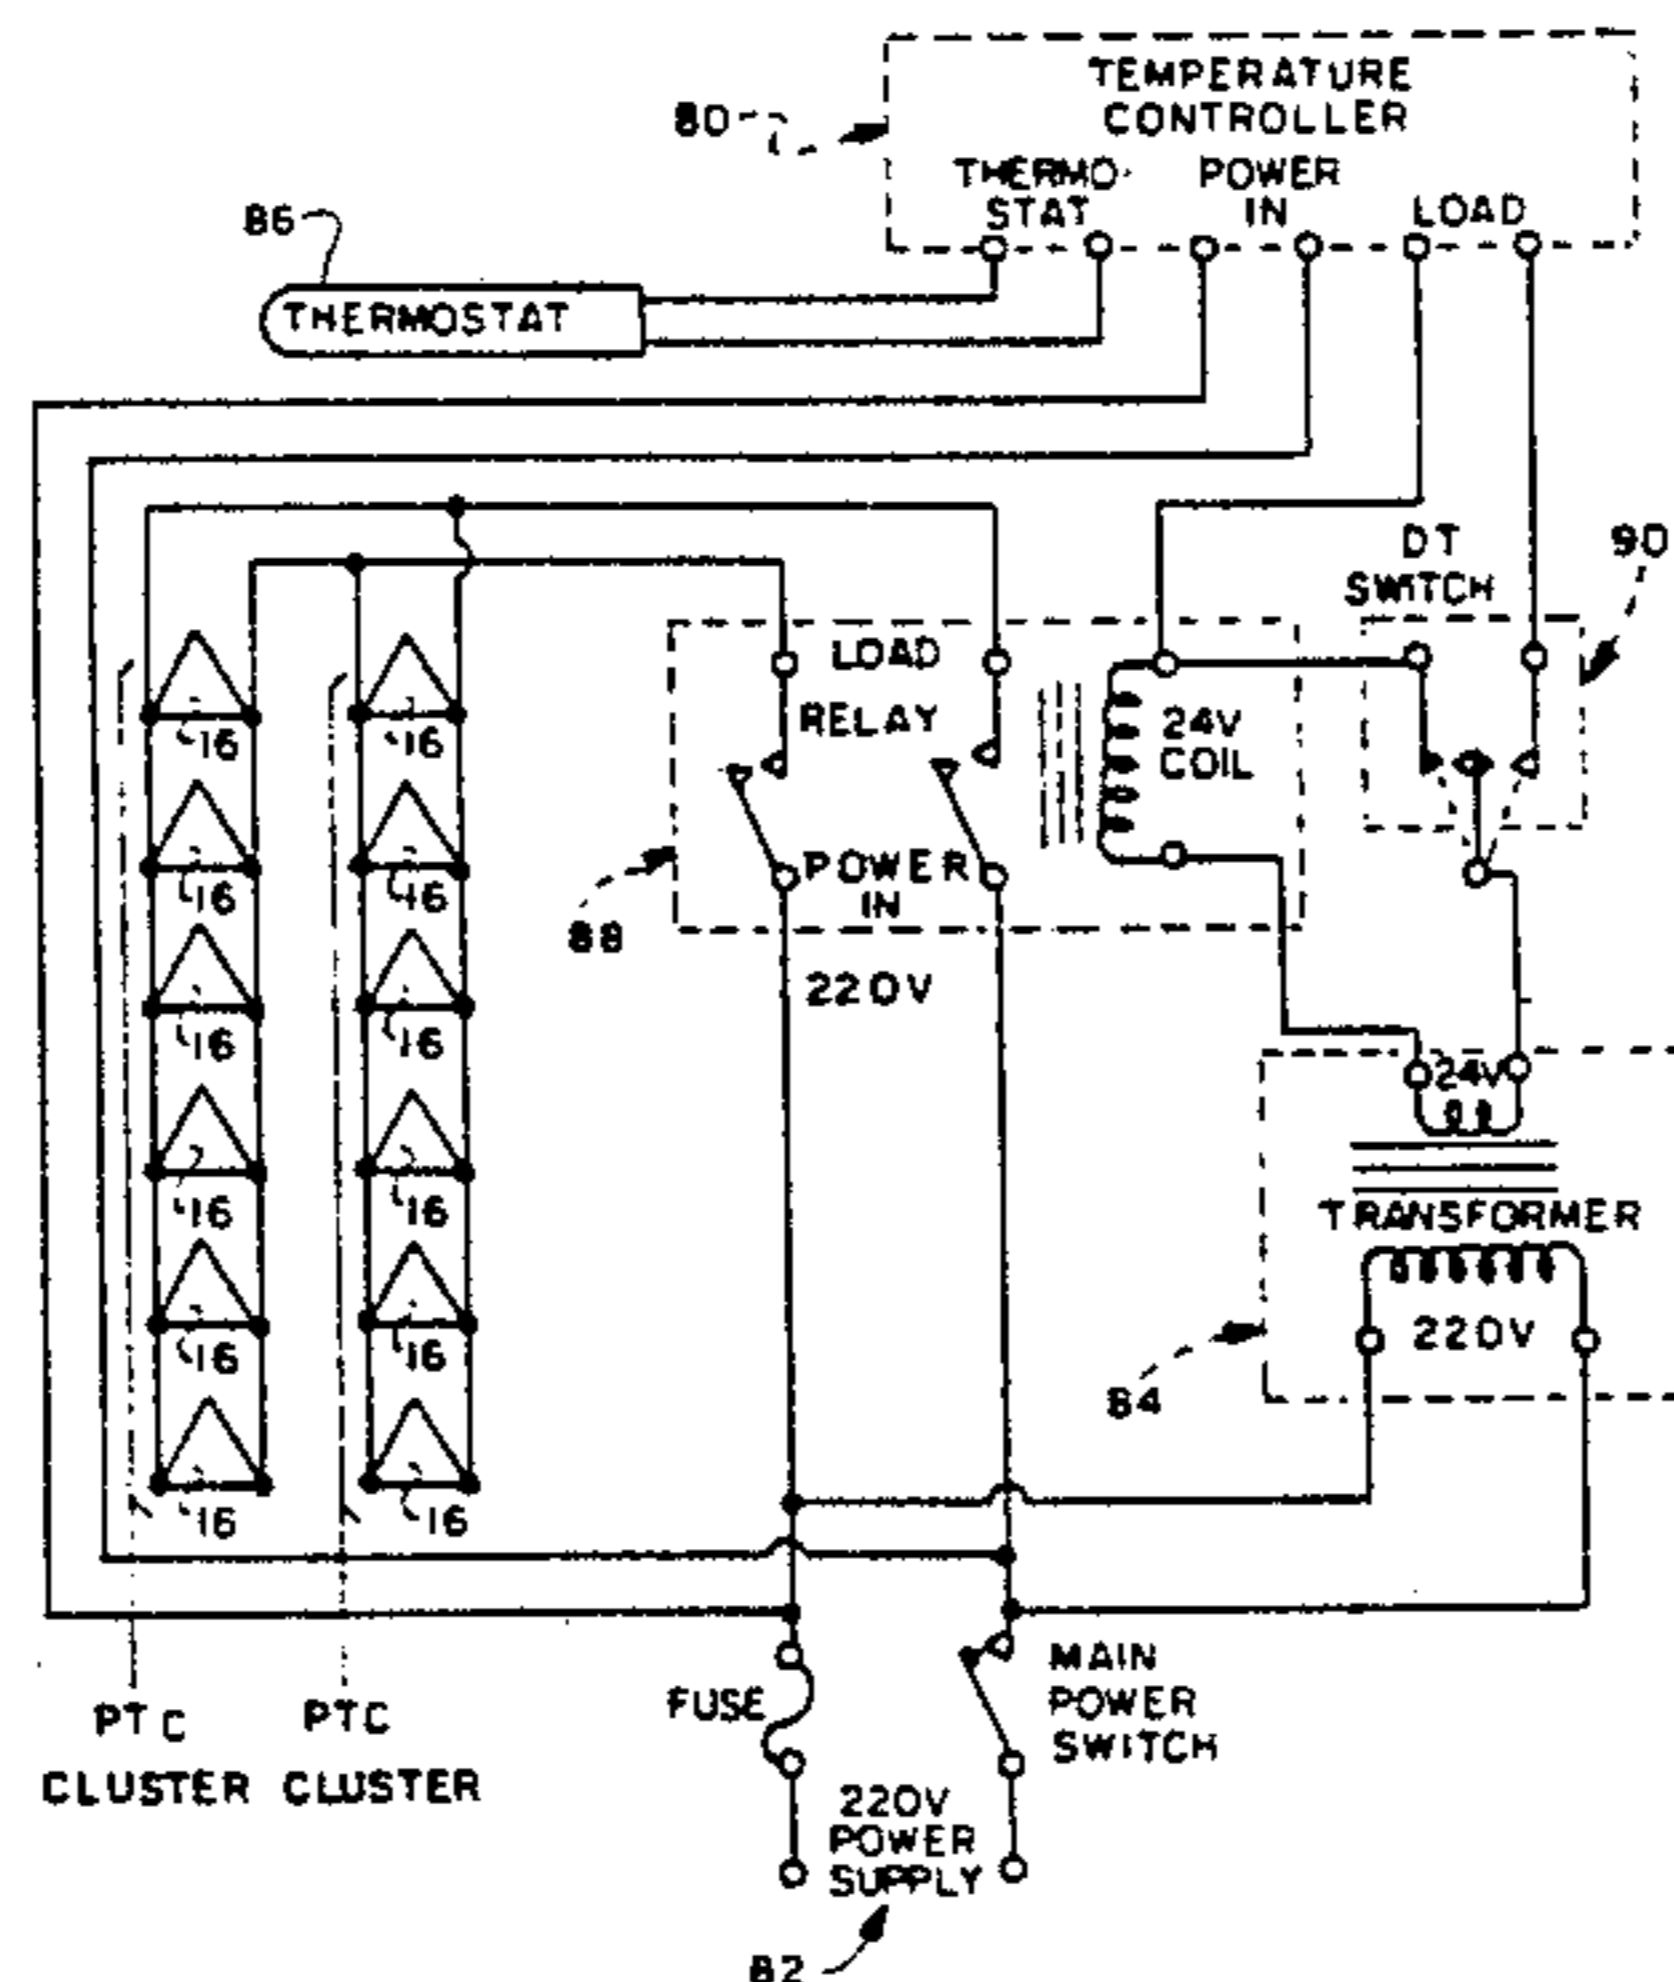 TEMPERATURE
CONTROLLER
80
THERMO-
STAT
POWER
IN
LOAD
86
THERMOSTAT
DT
SWITCH
90
LOAD
RELAY
24V
COIL
POWER
IN
88
220V
16
16
16
16
16
16
16
16
16
16
16
16
24V
TRANSFORMER
220V
84
PTC
CLUSTER
PTC
CLUSTER
FUSE
MAIN
POWER
SWITCH
220V
POWER
SUPPLY
82